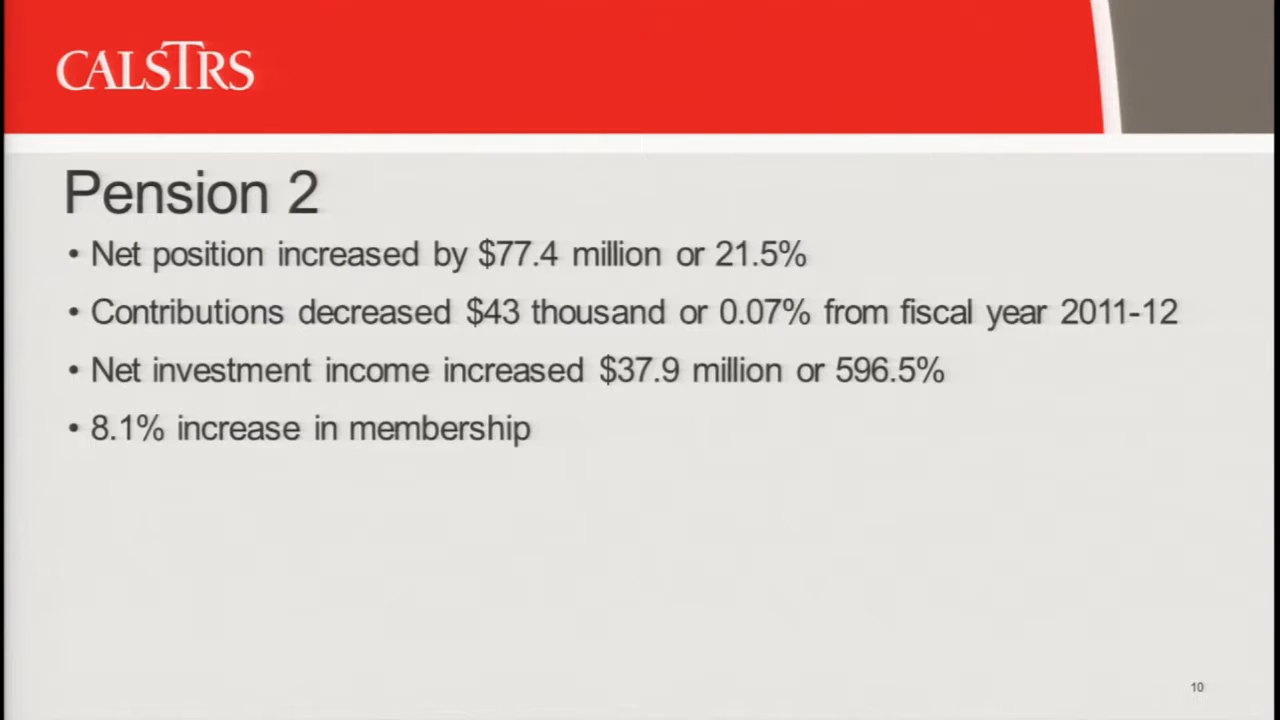 CALSTRS
Pension 2
• Net position increased by $77.4 million or 21.5%
• Contributions decreased $43 thousand or 0.07% from fiscal year 2011-12
• Net investment income increased $37.9 million or 596.5%
• 8.1% increase in membership
10